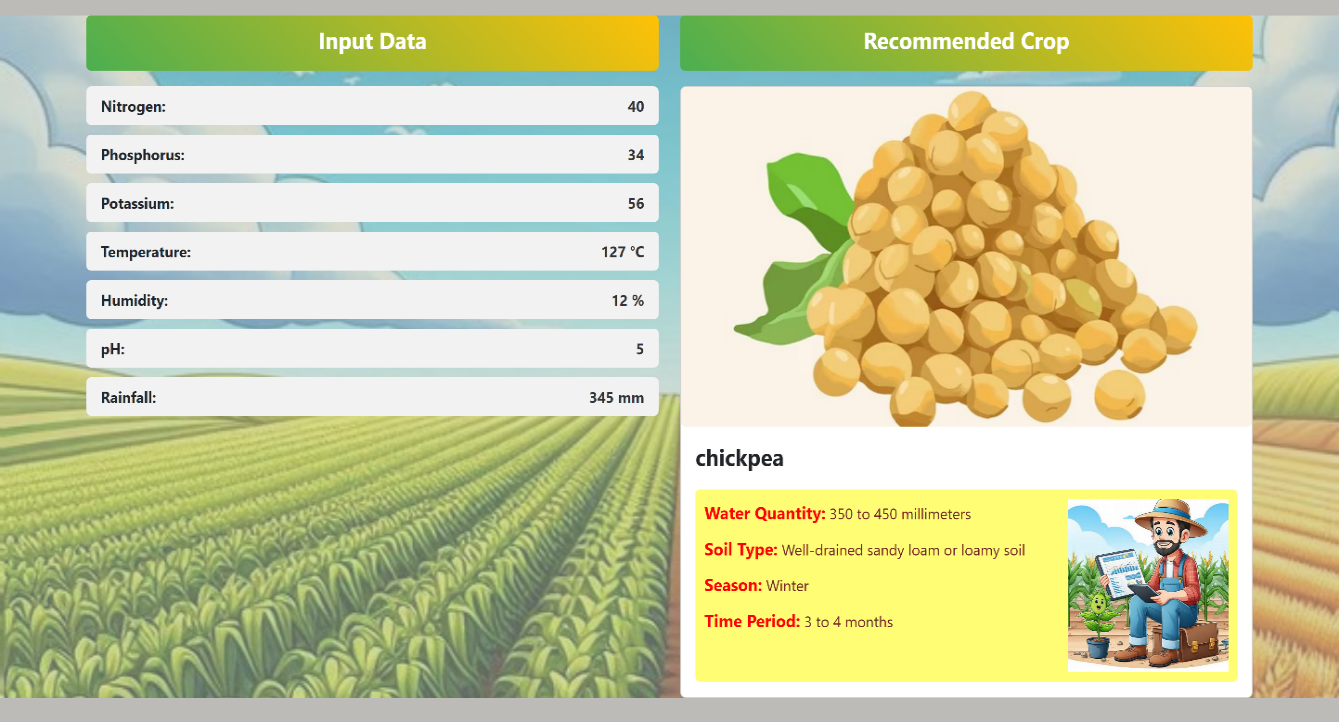 Input Data
Nitrogen: 40
Phosphorus: 34
Potassium: 56
Temperature: 127 °C
Humidity: 12 %
pH: 5
Rainfall: 345 mm
Recommended Crop
chickpea
Water Quantity: 350 to 450 millimeters
Soil Type: Well-drained sandy loam or loamy soil
Season: Winter
Time Period: 3 to 4 months